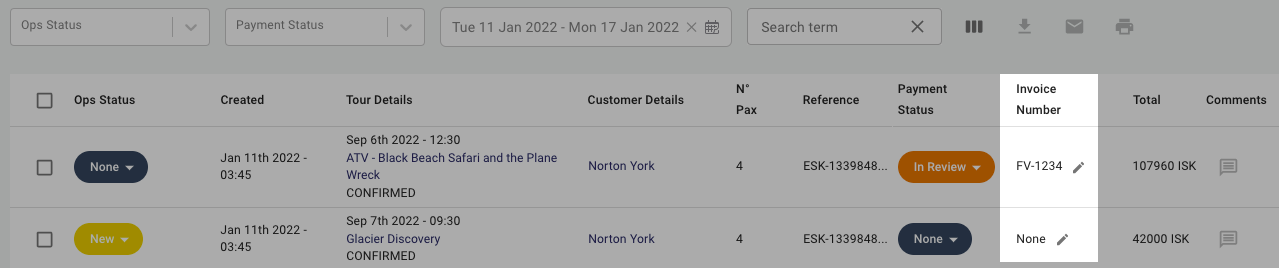 Ops Status
Payment Status
Tue 11 Jan 2022 - Mon 17 Jan 2022
Search term
Ops Status
Created
Tour Details
Customer Details
N°
Pax
Reference
Payment
Status
Invoice
Number
Total
Comments
None
Jan 11th 2022 -
03:45
Sep 6th 2022 - 12:30
ATV - Black Beach Safari and the Plane
Wreck
CONFIRMED
Norton York
4
ESK-1339848...
In Review
FV-1234
107960 ISK
New
Jan 11th 2022 -
03:45
Sep 7th 2022 - 09:30
Glacier Discovery
CONFIRMED
Norton York
4
ESK-1339848...
None
None
42000 ISK